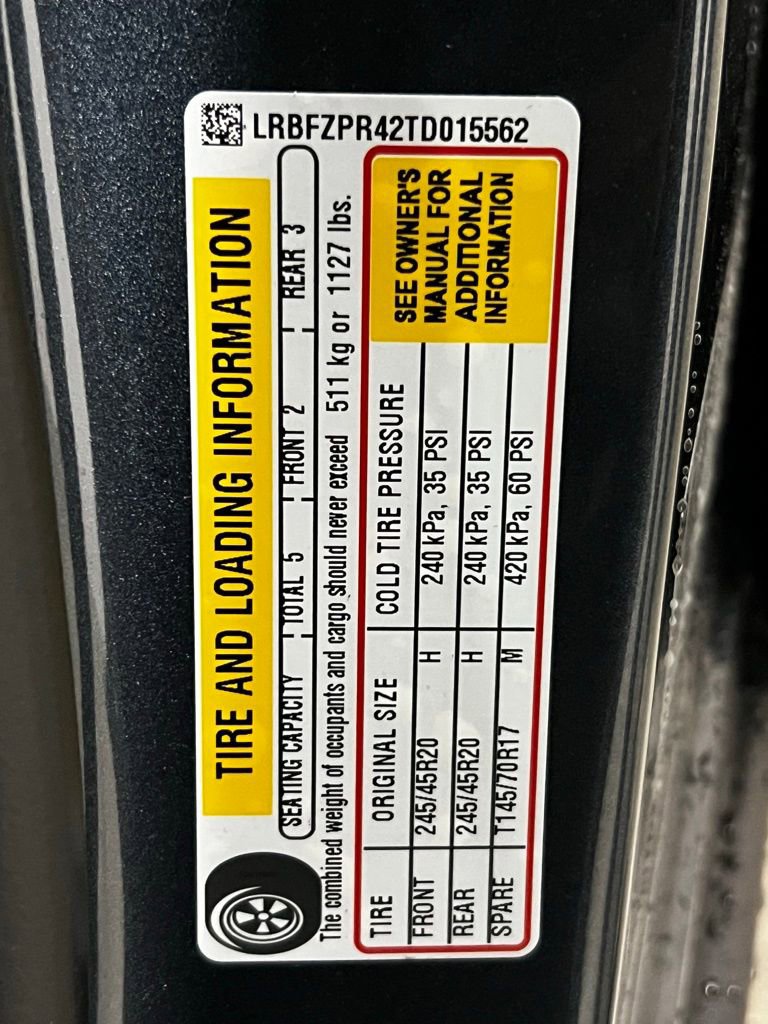 LRBFZPR42TD015562
TIRE AND LOADING INFORMATION
SEATING CAPACITY TOTAL 5 FRONT 2 REAR 3
The combined weight of occupants and cargo should never exceed 511 kg or 1127 lbs.
TIRE ORIGINAL SIZE COLD TIRE PRESSURE
FRONT 245/45R20 H 240 kPa, 35 PSI
REAR 245/45R20 H 240 kPa, 35 PSI
SPARE T145/70R17 M 420 kPa, 60 PSI
SEE OWNER'S
MANUAL FOR
ADDITIONAL
INFORMATION